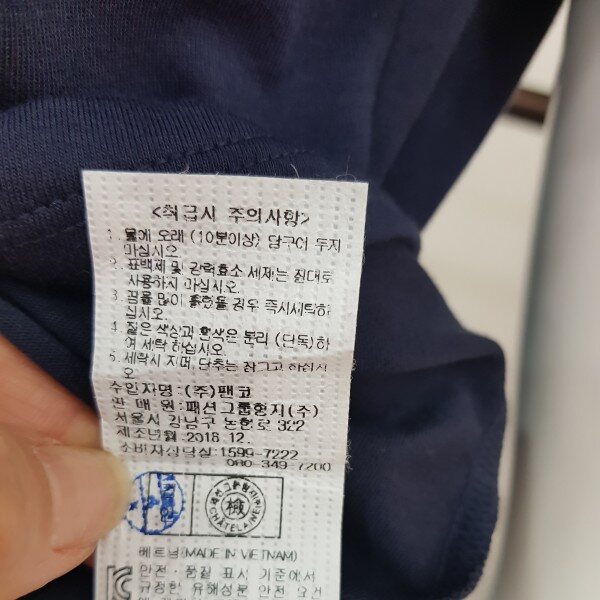 <취급시 주의사항>
1. 물에 오래 (10분이상) 담구어 두지
마십시오.
2. 표백제 및 강력효소 세제는 절대로
사용하지 마십시오.
3. 땀을 많이 흘렸을 경우 즉시세탁하
십시오.
4. 짙은 색상과 흰색은 분리 (단독)하
여 세탁 하십시오.
세탁시 지퍼, 단추는 잠그고 하십시
오.
수입자명 : (주)팬코
판 매 원 : 패션그룹형지(주)
서울시 강남구 논현로 322
제조년월 2018.12.
소비자상담실:1599-7222
080-349-7200
檢
CHATELAINE
베트남(MADE IN VIETNAM)
안전·품질 표시 기준에서
규정한 유해성분 안전 요건